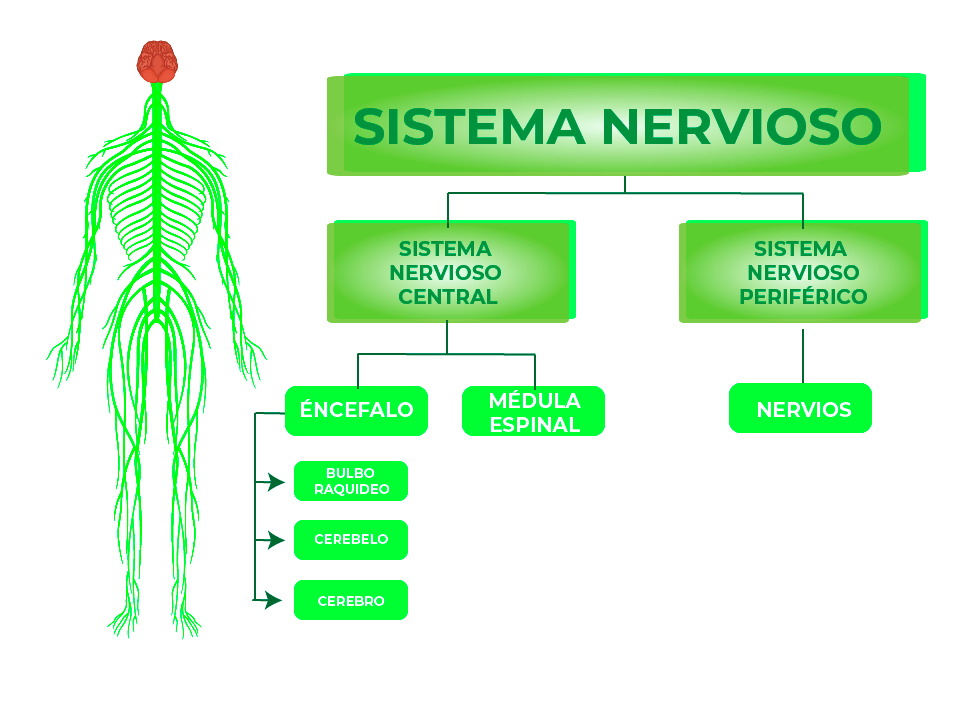 SISTEMA NERVIOSO
SISTEMA
NERVIOSO
CENTRAL
SISTEMA
NERVIOSO
PERIFÉRICO
ÉNCEFALO
MÉDULA
ESPINAL
NERVIOS
BULBO
RAQUIDEO
CEREBELO
CEREBRO